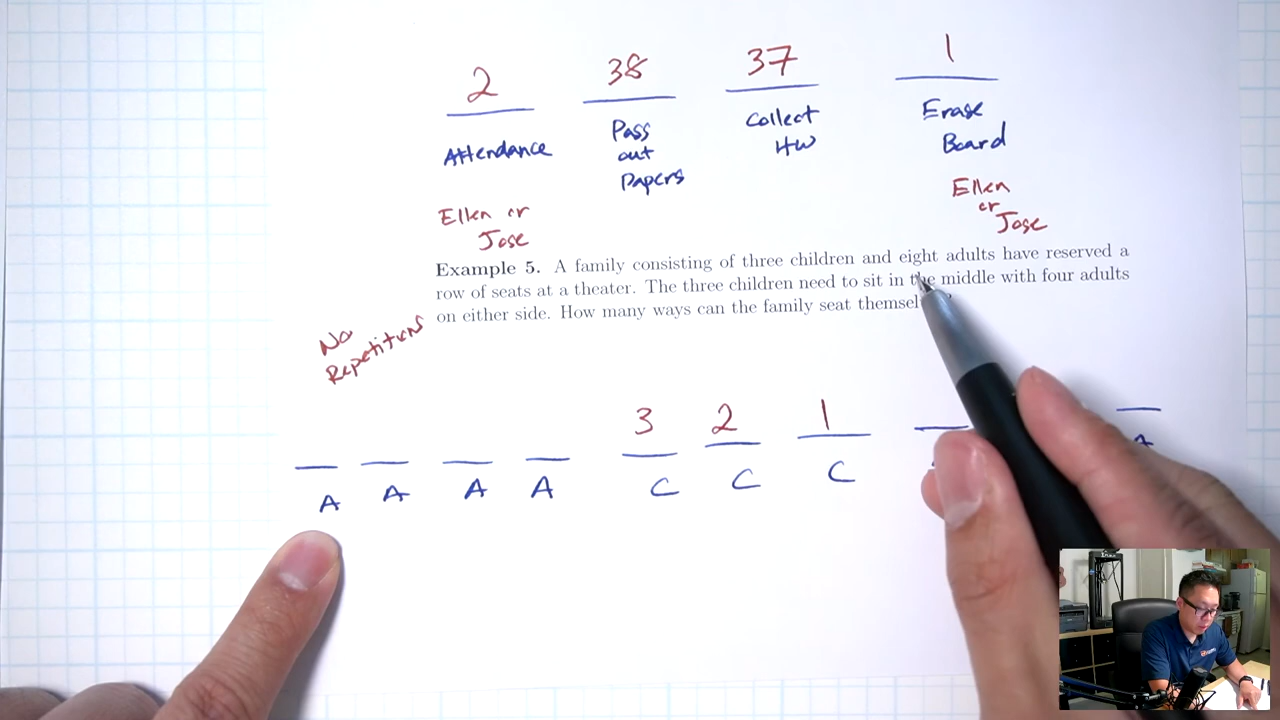 2 38 37 1
Attendance Pass out Papers Collect HW Erase Board
Ellen or Jose Ellen or Jose
Example 5. A family consisting of three children and eight adults have reserved a
row of seats at a theater. The three children need to sit in the middle with four adults
on either side. How many ways can the family seat
No Repetitions
3 2 1
A A A A C C C A